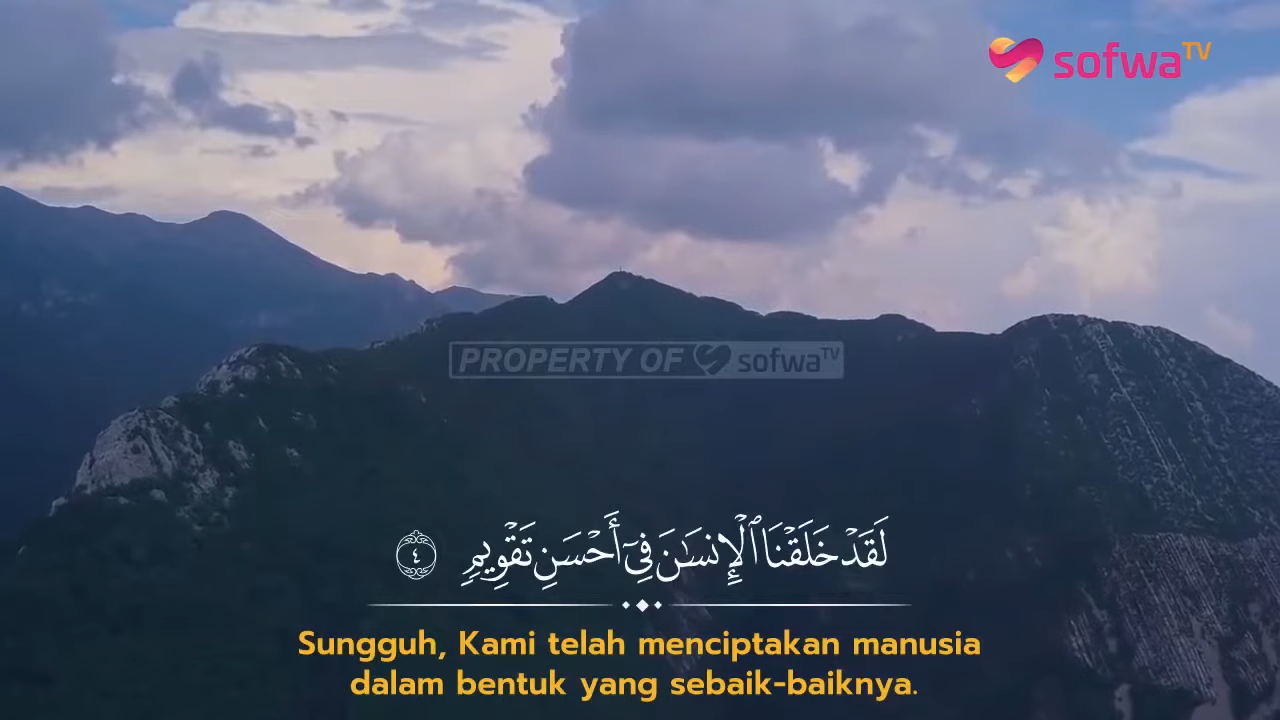 sofwaTV
PROPERTY OF sofwaTV
لَقَدْ خَلَقْنَا ٱلْإِنسَٰنَ فِىٓ أَحْسَنِ تَقْوِيمٍ ٤
Sungguh, Kami telah menciptakan manusia
dalam bentuk yang sebaik-baiknya.